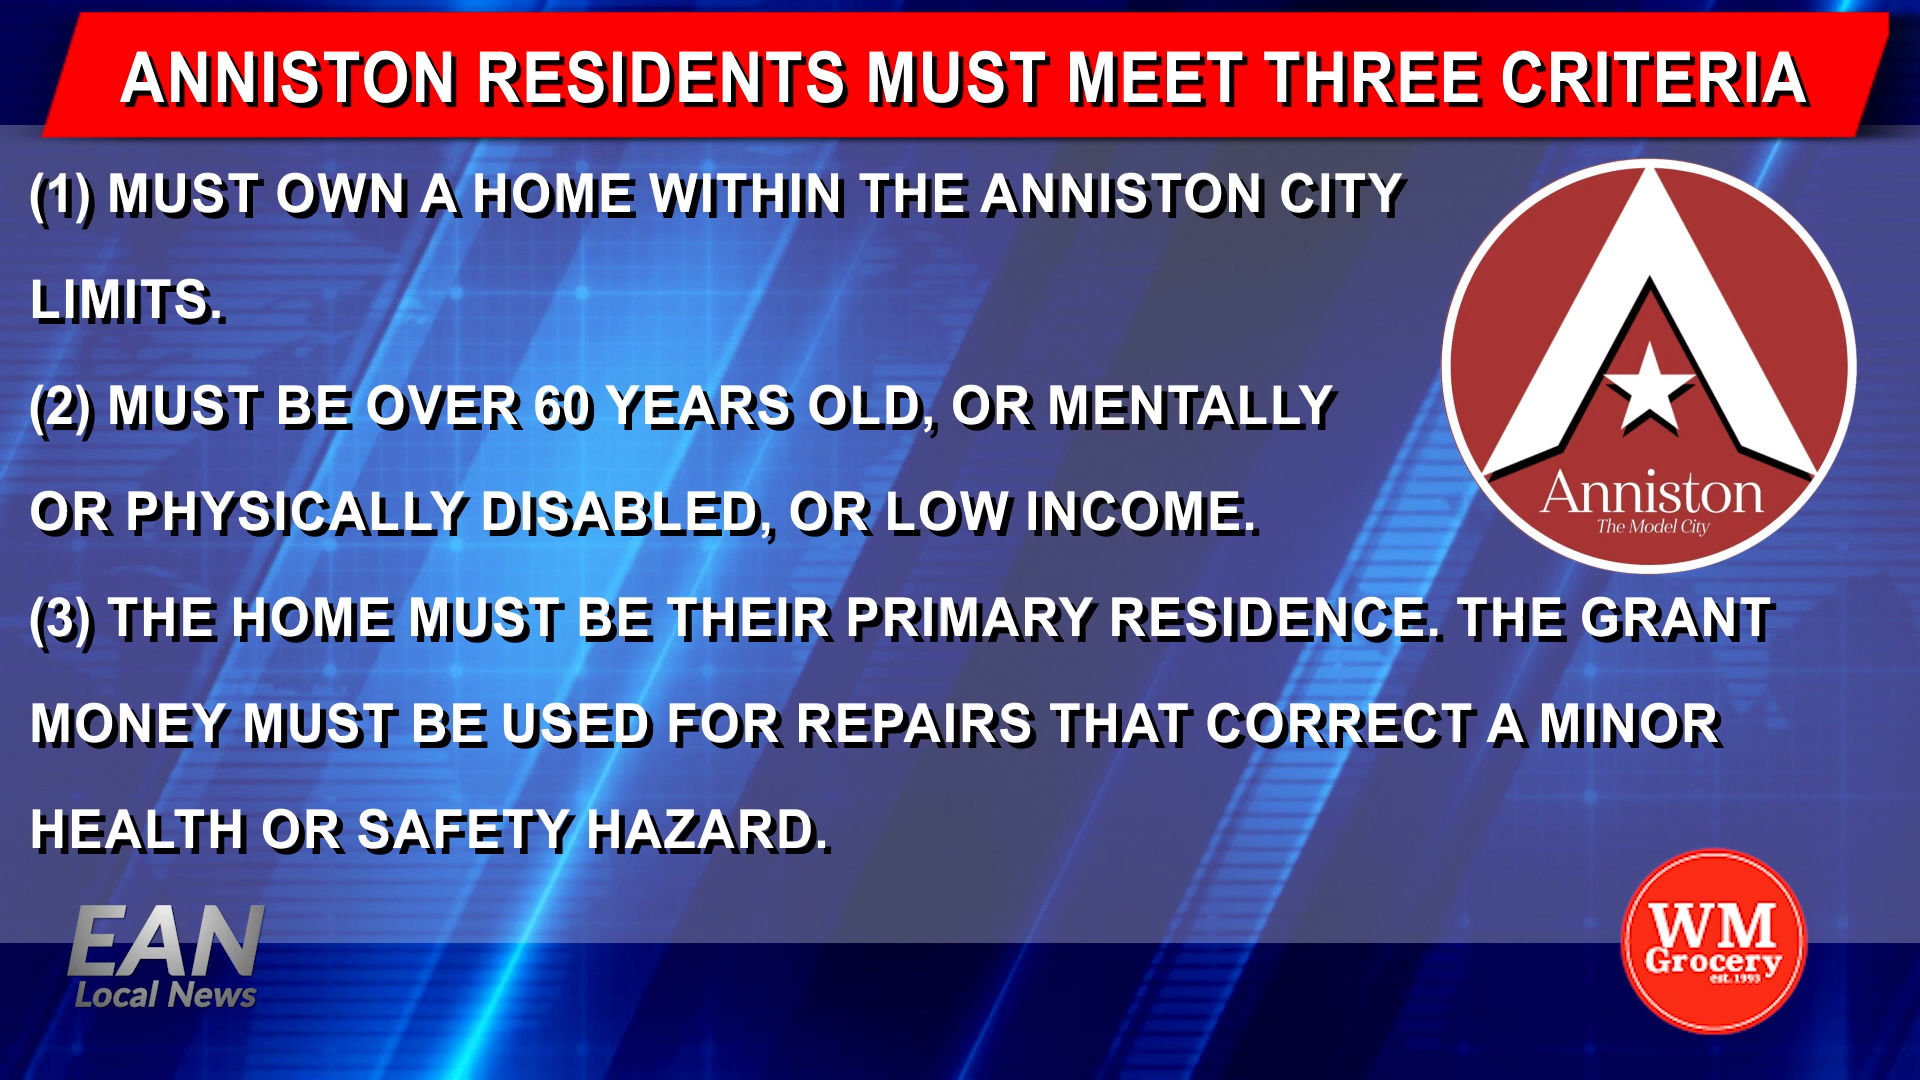 ANNISTON RESIDENTS MUST MEET THREE CRITERIA
(1) MUST OWN A HOME WITHIN THE ANNISTON CITY
LIMITS.
(2) MUST BE OVER 60 YEARS OLD, OR MENTALLY
OR PHYSICALLY DISABLED, OR LOW INCOME.
(3) THE HOME MUST BE THEIR PRIMARY RESIDENCE. THE GRANT
MONEY MUST BE USED FOR REPAIRS THAT CORRECT A MINOR
HEALTH OR SAFETY HAZARD.
Anniston
The Model City
EAN
Local News
WM
Grocery
est. 1993